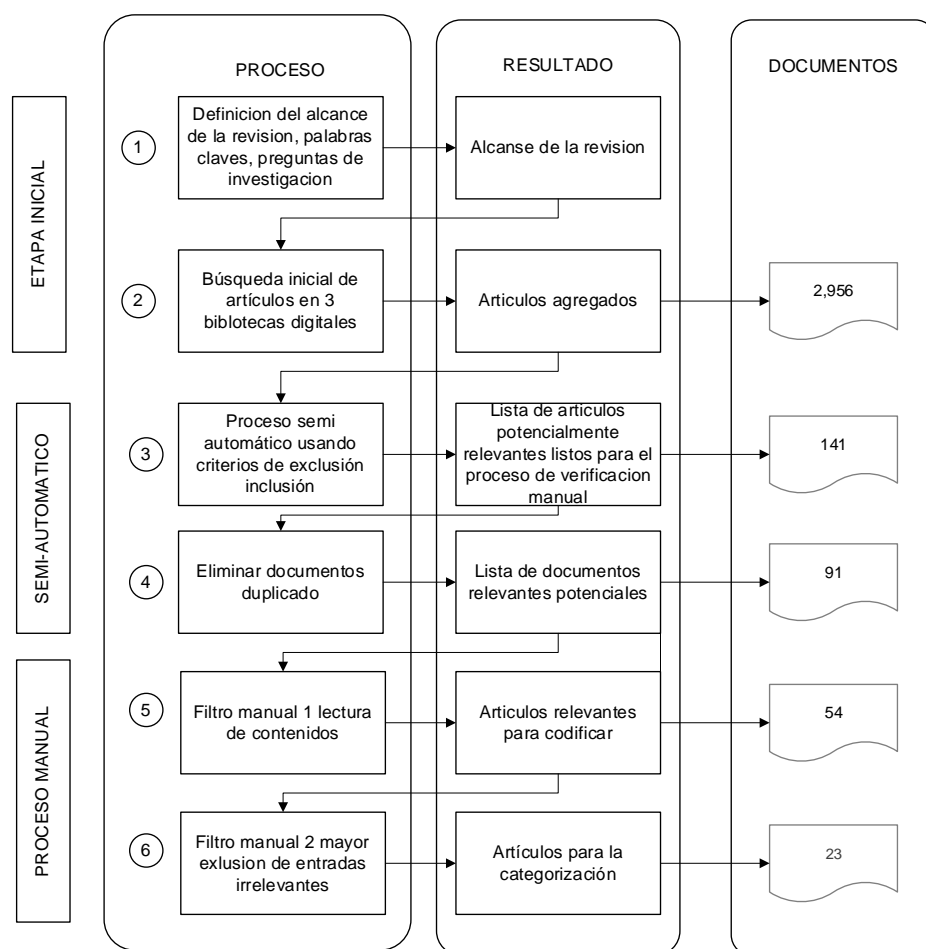 PROCESO
RESULTADO
DOCUMENTOS
ETAPA INICIAL
1
Definicion del alcance
de la revision, palabras
claves, preguntas de
investigacion
Alcanse de la revision
2
Búsqueda inicial de
artículos en 3
biblotecas digitales
Articulos agregados
2,956
SEMI-AUTOMATICO
3
Proceso semi
automático usando
criterios de exclusión
inclusión
Lista de articulos
potencialmente
relevantes listos para el
proceso de verificacion
manual
141
4
Eliminar documentos
duplicado
Lista de documentos
relevantes potenciales
91
PROCESO MANUAL
5
Filtro manual 1 lectura
de contenidos
Articulos relevantes
para codificar
54
6
Filtro manual 2 mayor
exlusion de entradas
irrelevantes
Artículos para la
categorización
23